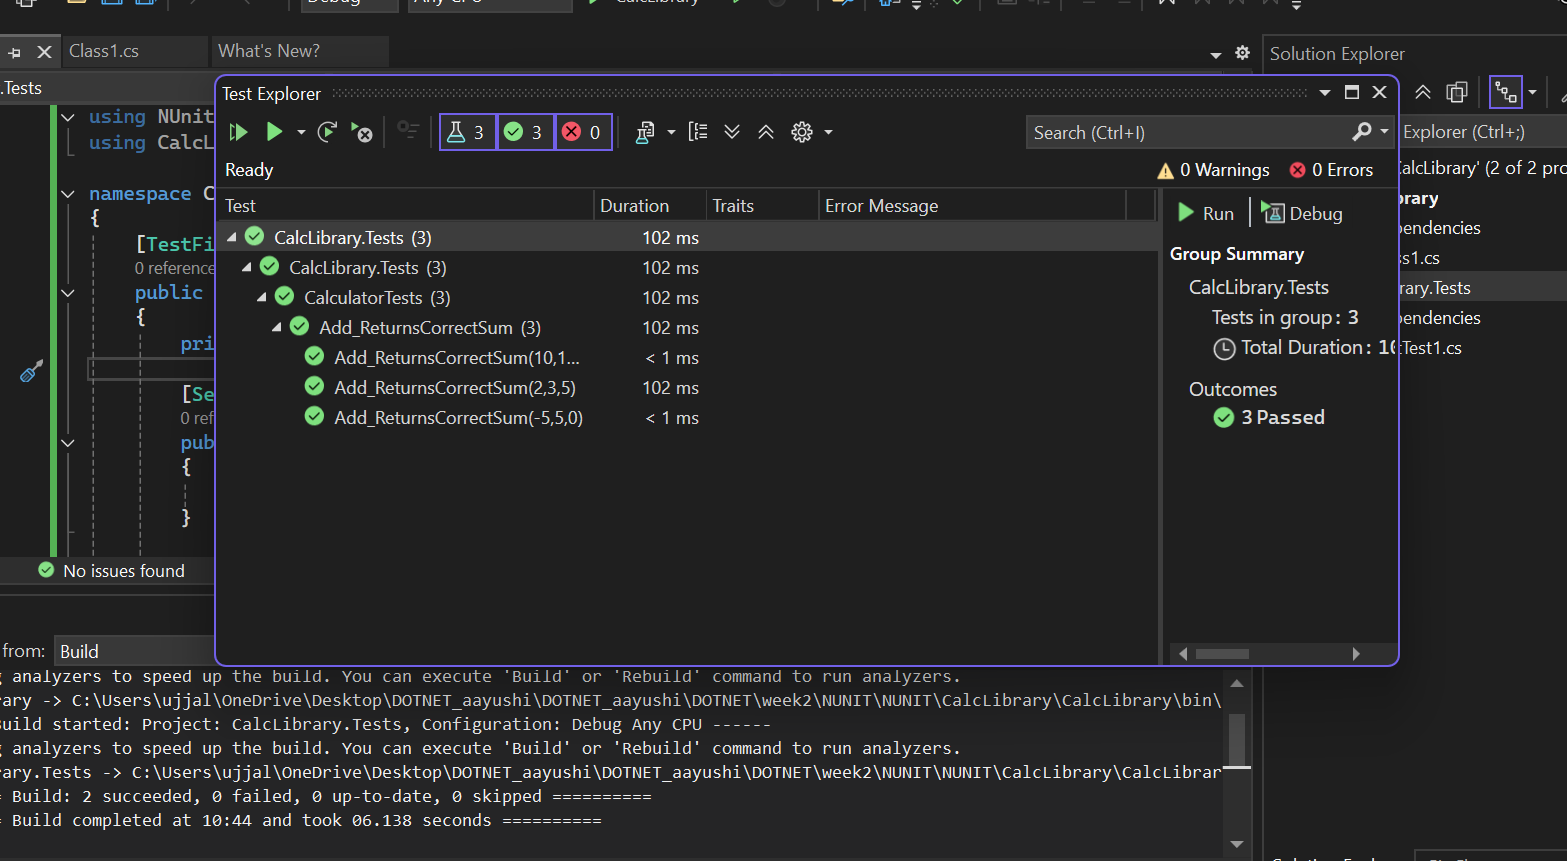 Class1.cs
What's New?
Solution Explorer
.Tests
Test Explorer
3
3
0
Search (Ctrl+I)
Explorer (Ctrl+;)
Ready
0 Warnings
0 Errors
CalcLibrary' (2 of 2 pro
Test
Duration
Traits
Error Message
CalcLibrary.Tests (3) 102 ms
CalcLibrary.Tests (3) 102 ms
CalculatorTests (3) 102 ms
Add_ReturnsCorrectSum (3) 102 ms
Add_ReturnsCorrectSum(10,1... < 1 ms
Add_ReturnsCorrectSum(2,3,5) 102 ms
Add_ReturnsCorrectSum(-5,5,0) < 1 ms
Run
Debug
Group Summary
CalcLibrary.Tests
Tests in group: 3
Total Duration: 10
Outcomes
3 Passed
using NUnit
using CalcL
namespace C
{
[TestFi
0 reference
public
{
pri
[Se
0 ref
pub
{
}
No issues found
brary
pendencies
ss1.cs
rary.Tests
pendencies
tTest1.cs
from: Build
g analyzers to speed up the build. You can execute 'Build' or 'Rebuild' command to run analyzers.
rary -> C:\Users\ujjal\OneDrive\Desktop\DOTNET_aayushi\DOTNET_aayushi\DOTNET\week2\NUNIT\NUNIT\CalcLibrary\CalcLibrary\bin\
uild started: Project: CalcLibrary.Tests, Configuration: Debug Any CPU ------
g analyzers to speed up the build. You can execute 'Build' or 'Rebuild' command to run analyzers.
rary.Tests -> C:\Users\ujjal\OneDrive\Desktop\DOTNET_aayushi\DOTNET_aayushi\DOTNET\week2\NUNIT\NUNIT\CalcLibrary\CalcLibrar
= Build: 2 succeeded, 0 failed, 0 up-to-date, 0 skipped ==========
= Build completed at 10:44 and took 06.138 seconds ==========